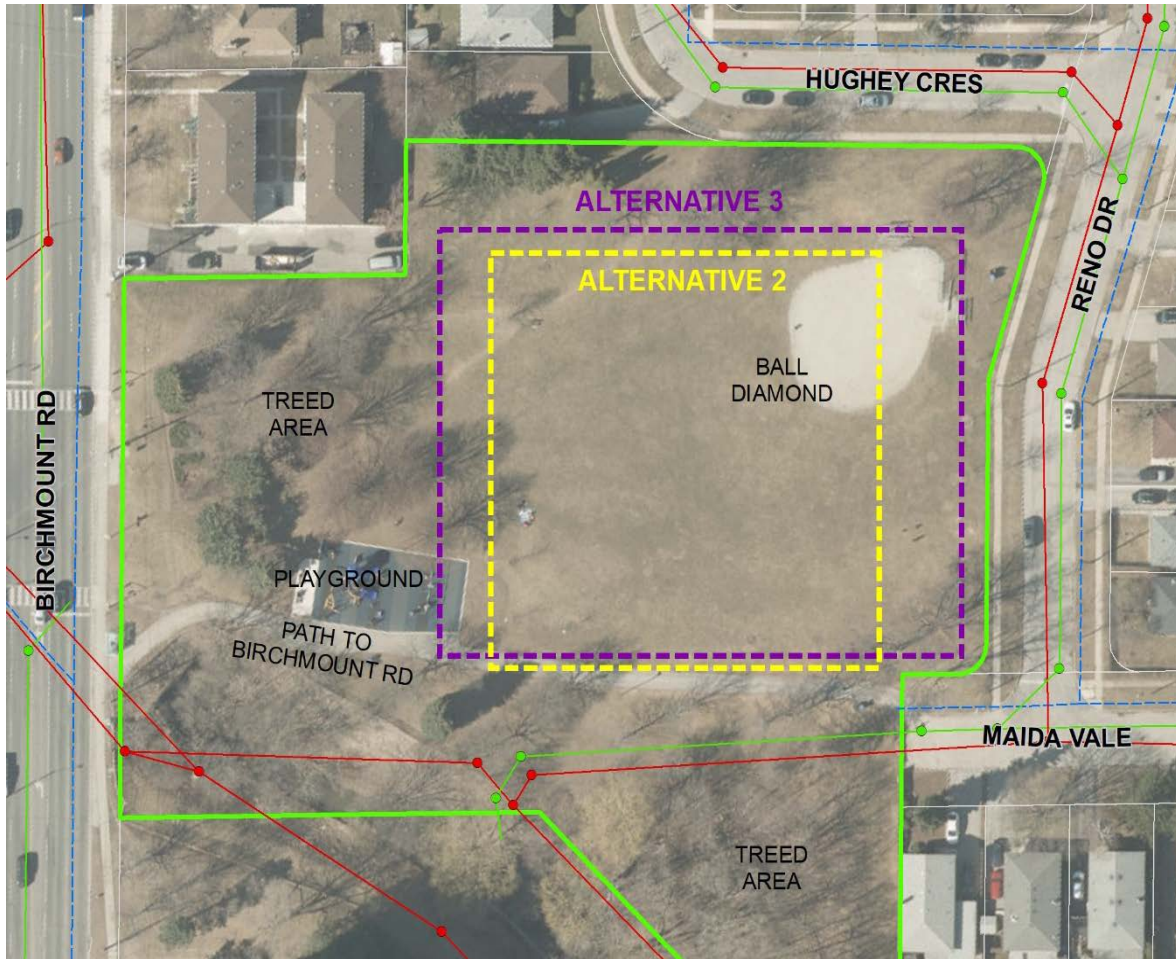 HUGHEY CRES
ALTERNATIVE 3
ALTERNATIVE 2
RENO DR
BALL
DIAMOND
TREED
AREA
BIRCHMOUNT RD
PLAYGROUND
PATH TO
BIRCHMOUNT RD
MAIDA VALE
TREED
AREA